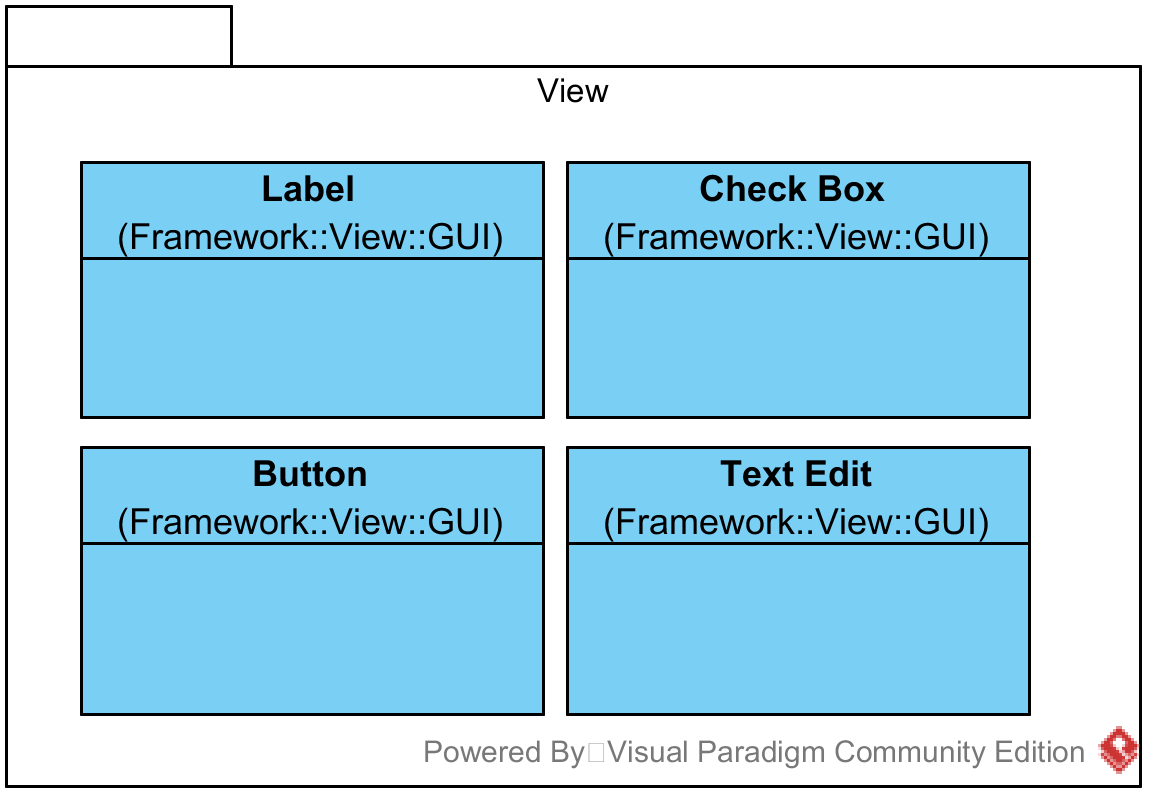 View
Label
(Framework::View::GUI)
Check Box
(Framework::View::GUI)
Button
(Framework::View::GUI)
Text Edit
(Framework::View::GUI)
Powered By Visual Paradigm Community Edition